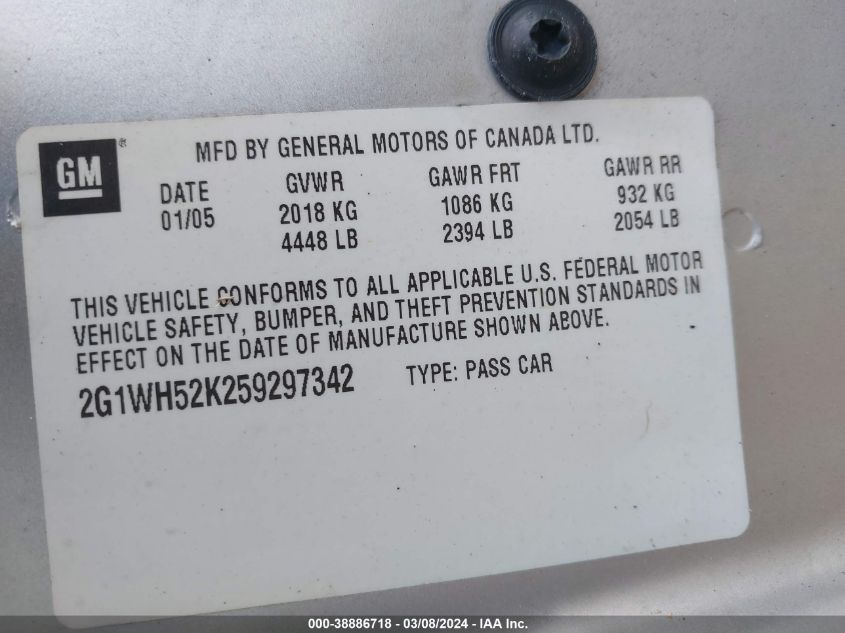 GM®
MFD BY GENERAL MOTORS OF CANADA LTD.
DATE GVWR GAWR FRT GAWR RR
01/05 2018 KG 1086 KG 932 KG
4448 LB 2394 LB 2054 LB
THIS VEHICLE CONFORMS TO ALL APPLICABLE U.S. FEDERAL MOTOR
VEHICLE SAFETY, BUMPER, AND THEFT PREVENTION STANDARDS IN
EFFECT ON THE DATE OF MANUFACTURE SHOWN ABOVE.
2G1WH52K259297342 TYPE: PASS CAR
000-38886718 - 03/08/2024 - IAA Inc.